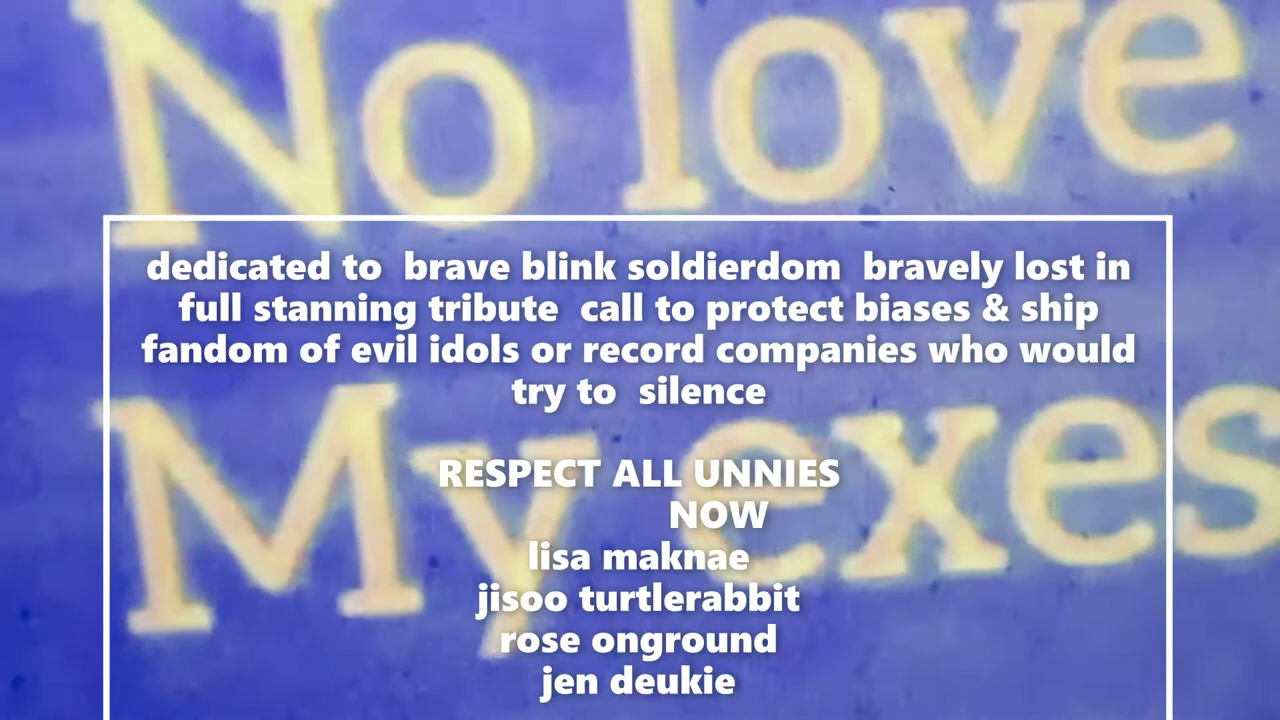 No love
dedicated to brave blink soldierdom bravely lost in
full stanning tribute call to protect biases & ship
fandom of evil idols or record companies who would
try to silence
My exes
RESPECT ALL UNNIES
NOW
lisa maknae
jisoo turtlerabbit
rose onground
jen deukie